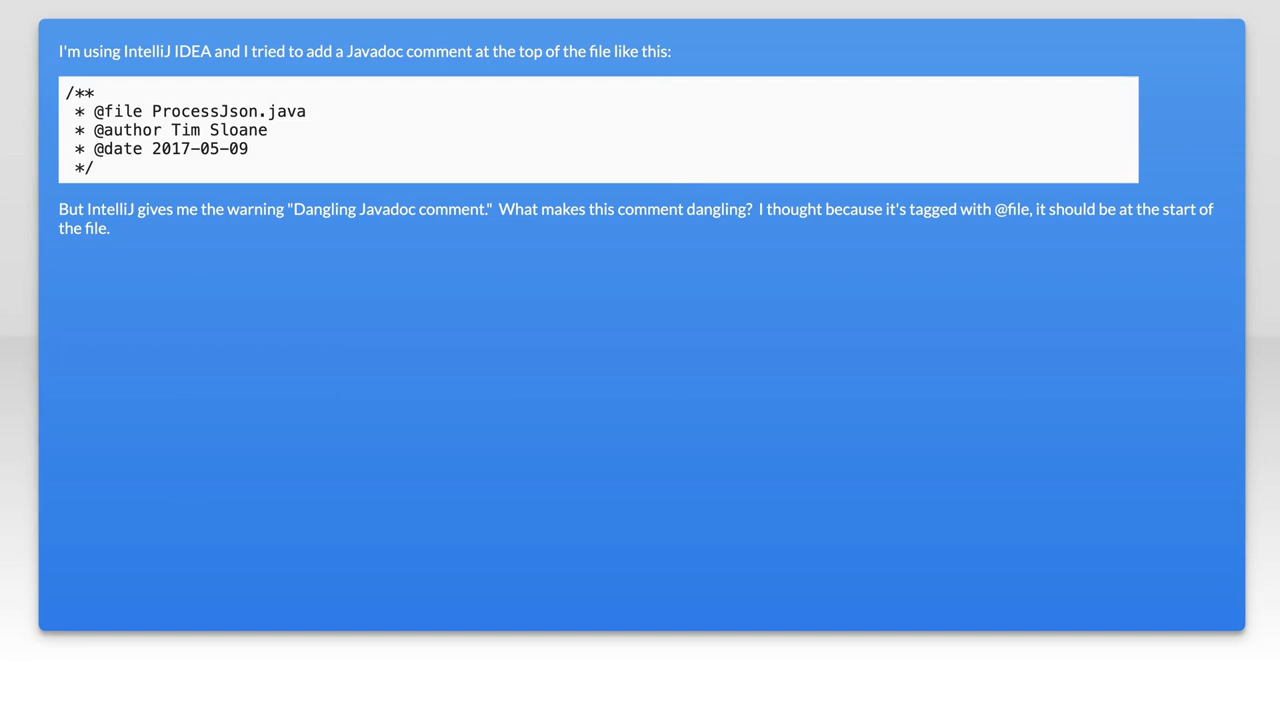 I'm using IntelliJ IDEA and I tried to add a Javadoc comment at the top of the file like this:
/**
 * @file ProcessJson.java
 * @author Tim Sloane
 * @date 2017-05-09
 */
But IntelliJ gives me the warning "Dangling Javadoc comment."  What makes this comment dangling?  I thought because it's tagged with @file, it should be at the start of
the file.